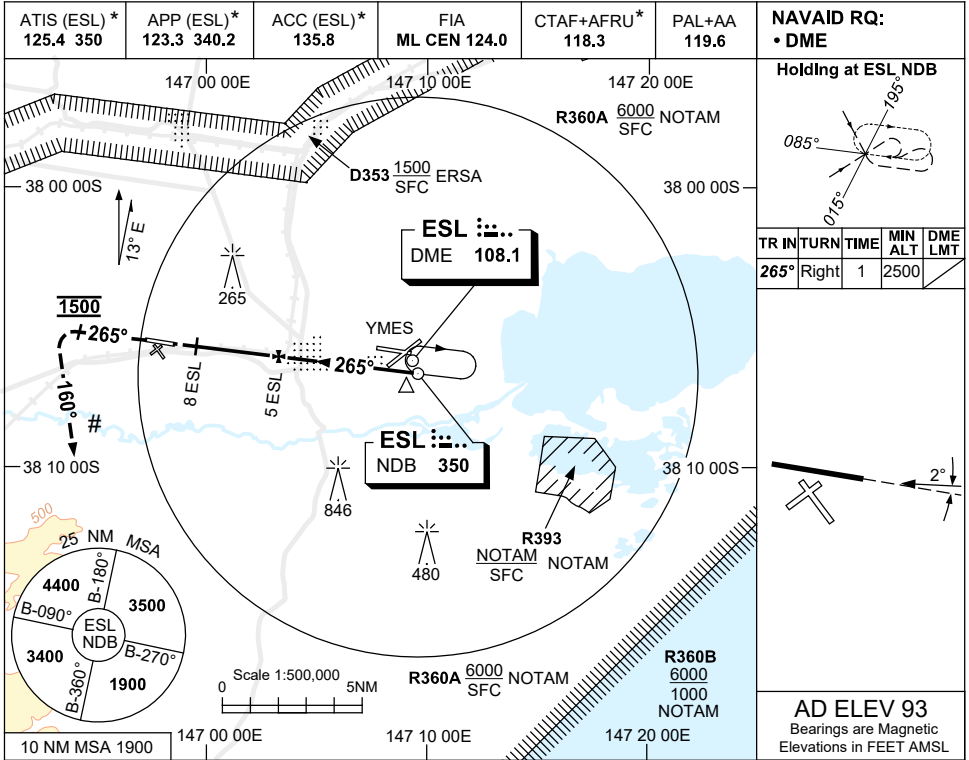 ATIS (ESL) *
125.4 350
APP (ESL) *
123.3 340.2
ACC (ESL) *
135.8
FIA
ML CEN 124.0
CTAF+AFRU *
118.3
PAL+AA
119.6
NAVAID RQ:
• DME
147 00 00E
147 10 00E
147 20 00E
R360A 6000 NOTAM
SFC
D353 1500 ERSA
SFC
38 00 00S
38 00 00S
13° E
ESL
DME 108.1
265
1500
265°
YMES
265°
8 ESL
5 ESL
160°
#
ESL
NDB 350
38 10 00S
38 10 00S
846
480
R393
NOTAM NOTAM
SFC
500
25 NM MSA
4400
B-180°
3500
B-090°
ESL
NDB
B-270°
3400
B-360°
1900
Scale 1:500,000
0
5NM
R360A 6000 NOTAM
SFC
R360B
6000
1000
NOTAM
10 NM MSA 1900
147 00 00E
147 10 00E
147 20 00E
Holding at ESL NDB
195°
085°
015°
TR IN TURN TIME MIN ALT DME LMT
265° Right 1 2500
2°
AD ELEV 93
Bearings are Magnetic
Elevations in FEET AMSL